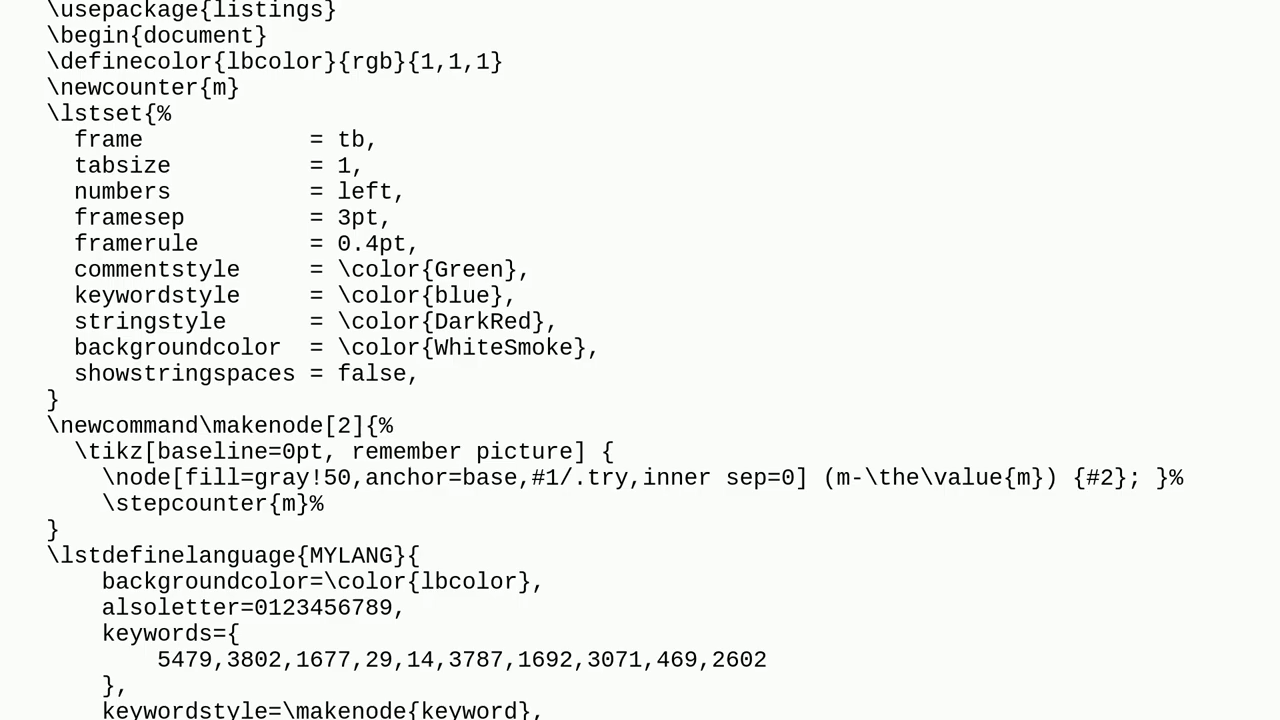 \usepackage{listings}
\begin{document}
\definecolor{lbcolor}{rgb}{1,1,1}
\newcounter{m}
\lstset{%
  frame            = tb,
  tabsize          = 1,
  numbers          = left,
  framesep         = 3pt,
  framerule        = 0.4pt,
  commentstyle     = \color{Green},
  keywordstyle     = \color{blue},
  stringstyle      = \color{DarkRed},
  backgroundcolor  = \color{WhiteSmoke},
  showstringspaces = false,
}
\newcommand\makenode[2]{%
  \tikz[baseline=0pt, remember picture] {
    \node[fill=gray!50,anchor=base,#1/.try,inner sep=0] (m-\the\value{m}) {#2}; }%
    \stepcounter{m}%
}
\lstdefinelanguage{MYLANG}{
    backgroundcolor=\color{lbcolor},
    alsoletter=0123456789,
    keywords={
        5479,3802,1677,29,14,3787,1692,3071,469,2602
    },
    keywordstyle=\makenode{keyword},